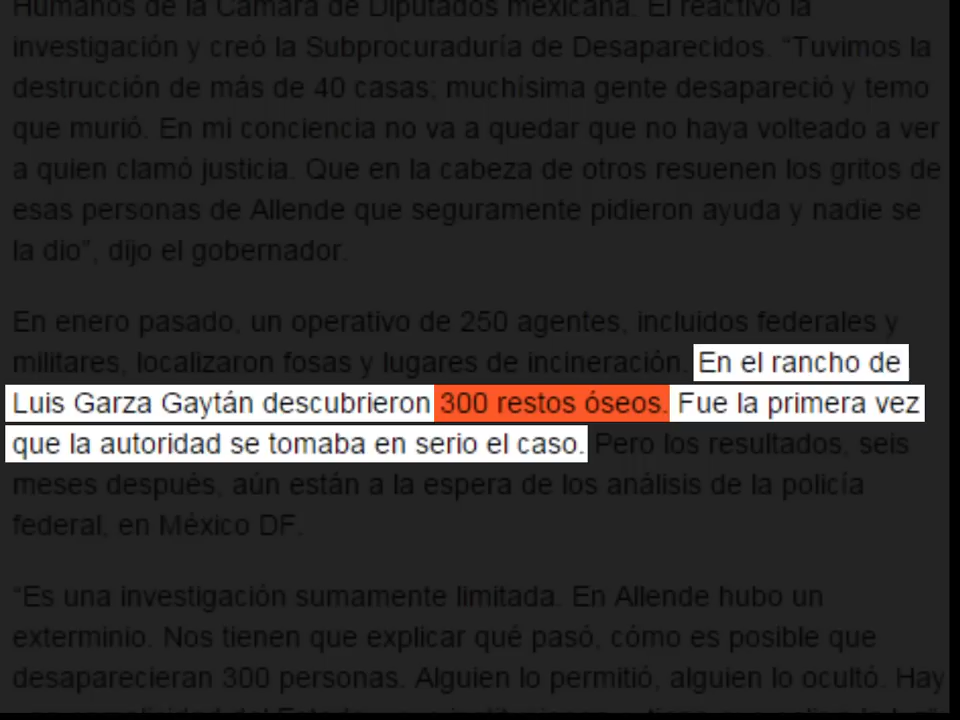 Humanos de la Cámara de Diputados mexicana. El reactivó la
investigación y creó la Subprocuraduría de Desaparecidos. “Tuvimos la
destrucción de más de 40 casas; muchísima gente desapareció y temo
que murió. En mi conciencia no va a quedar que no haya volteado a ver
a quien clamó justicia. Que en la cabeza de otros resuenen los gritos de
esas personas de Allende que seguramente pidieron ayuda y nadie se
la dio”, dijo el gobernador.
En enero pasado, un operativo de 250 agentes, incluidos federales y
militares, localizaron fosas y lugares de incineración. En el rancho de
Luis Garza Gaytán descubrieron 300 restos óseos. Fue la primera vez
que la autoridad se tomaba en serio el caso. Pero los resultados, seis
meses después, aún están a la espera de los análisis de la policía
federal, en México DF.
“Es una investigación sumamente limitada. En Allende hubo un
exterminio. Nos tienen que explicar qué pasó, cómo es posible que
desaparecieran 300 personas. Alguien lo permitió, alguien lo ocultó. Hay